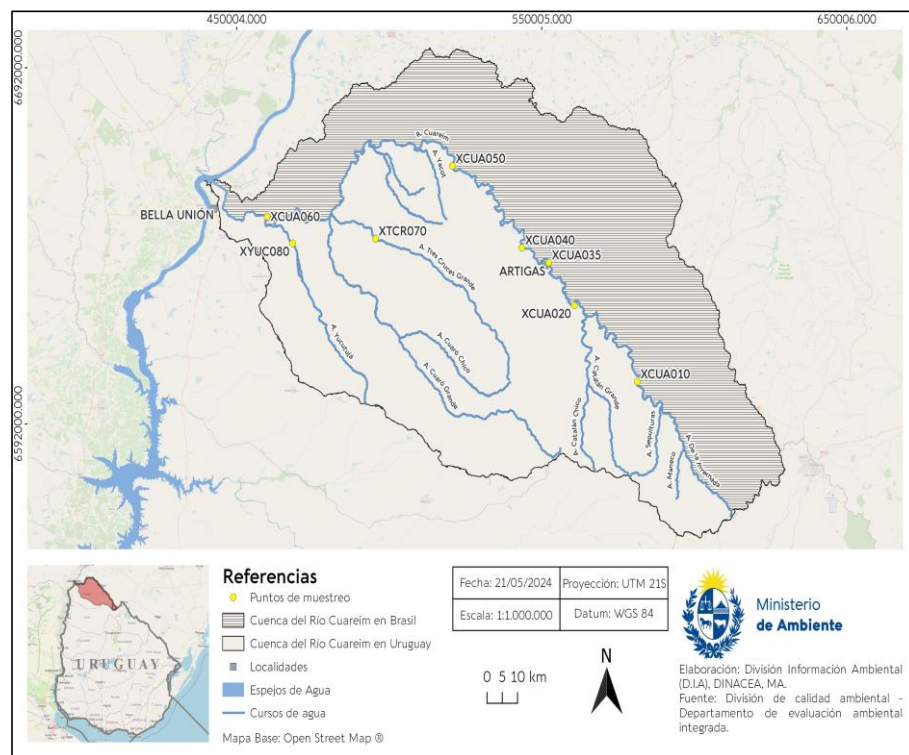 450004.000
550005.000
650006.000
6692000.000
6592000.000
R. Cuareim
A. Yacot
XCUA050
BELLA UNIÓN
XCUA060
XTCR070
XYUC080
A. Tres Cruces Grande
XCUA040
XCUA035
ARTIGAS
XCUA020
XCUA010
A. Yucutujá
A. Cuaró Chico
A. Cuaró Grande
A. Catalán Chico
A. Catalán Grande
A. Sepulturas
A. Mainero
A. De la Invernada
URUGUAY
Referencias
Puntos de muestreo
Cuenca del Río Cuareim en Brasil
Cuenca del Río Cuareim en Uruguay
Localidades
Espejos de Agua
Cursos de agua
Mapa Base: Open Street Map ®
Fecha: 21/05/2024
Proyección: UTM 21S
Escala: 1:1.000.000
Datum: WGS 84
0 5 10 km
N
Ministerio
de Ambiente
Elaboración: División Información Ambiental
(D.I.A), DINACEA, MA.
Fuente: División de calidad ambiental -
Departamento de evaluación ambiental
integrada.